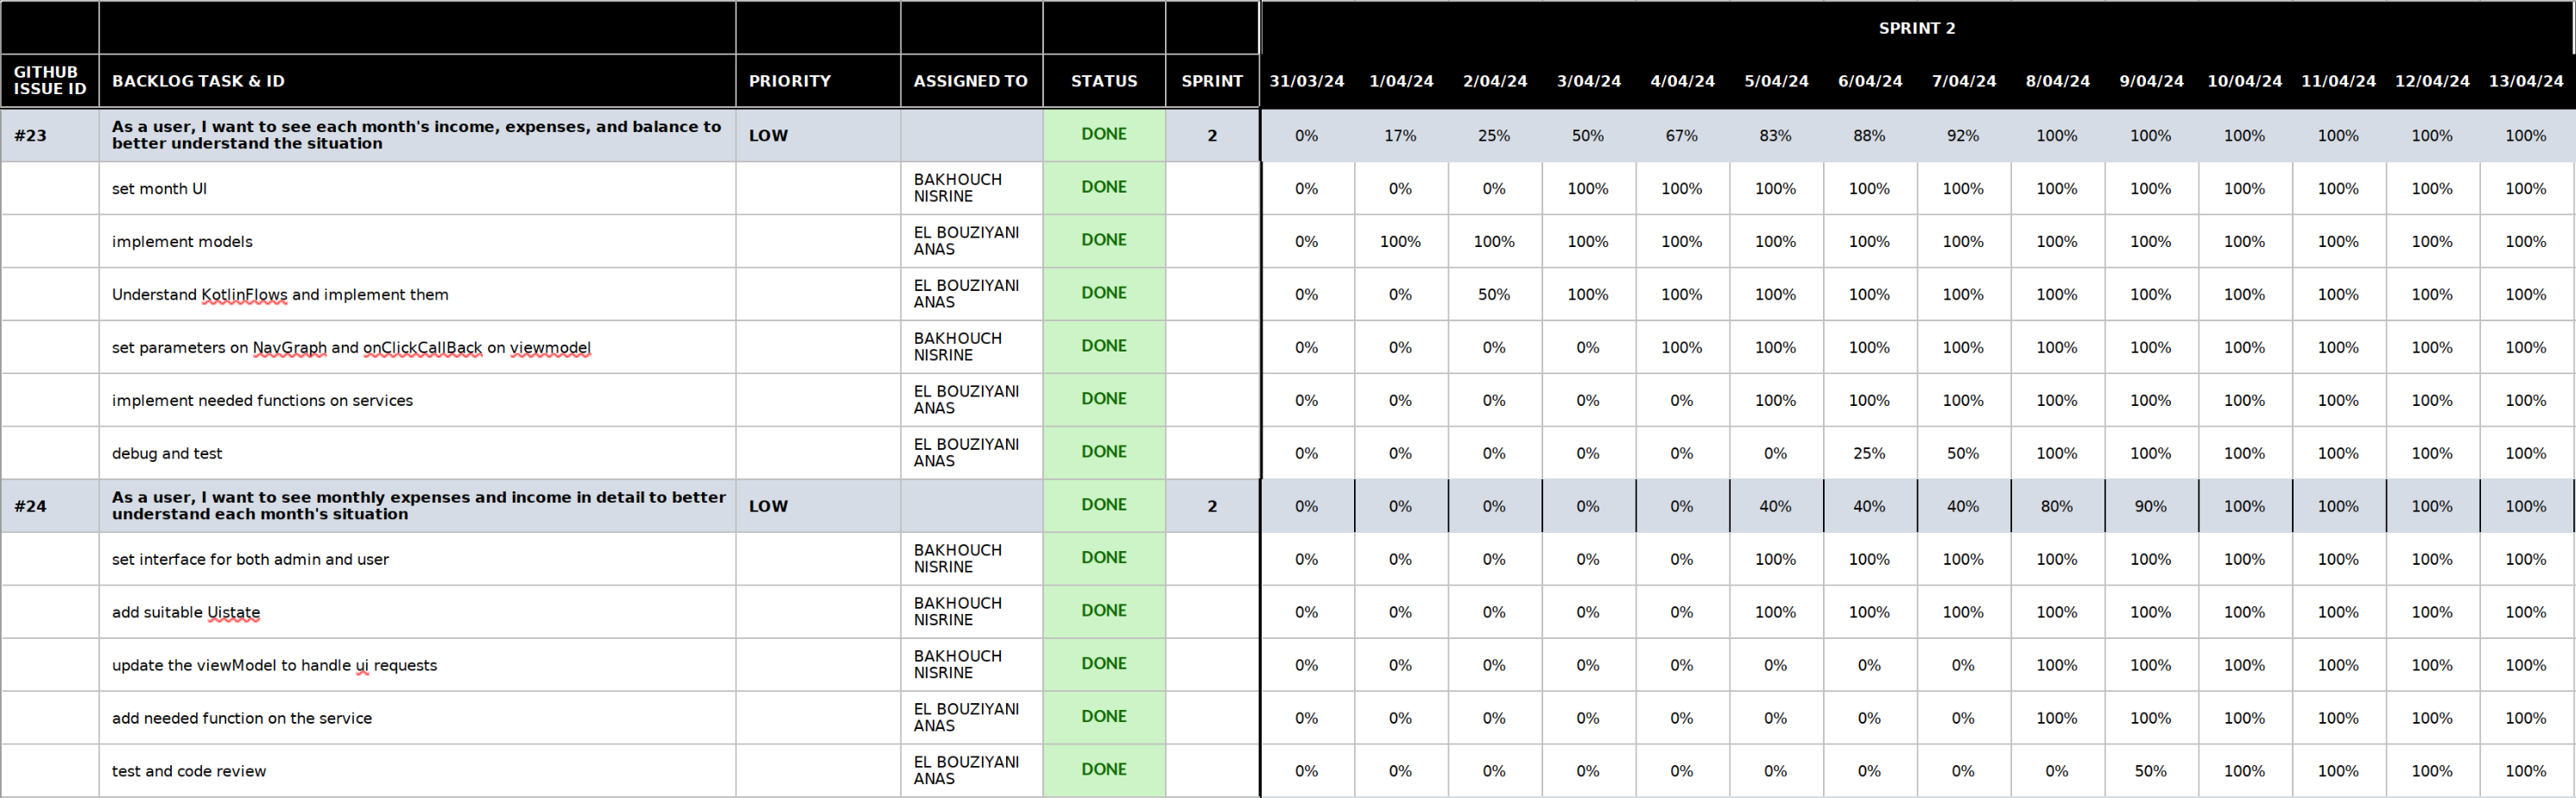 SPRINT 2
GITHUB ISSUE ID BACKLOG TASK & ID PRIORITY ASSIGNED TO STATUS SPRINT 31/03/24 1/04/24 2/04/24 3/04/24 4/04/24 5/04/24 6/04/24 7/04/24 8/04/24 9/04/24 10/04/24 11/04/24 12/04/24 13/04/24
#23 As a user, I want to see each month's income, expenses, and balance to better understand the situation LOW DONE 2 0% 17% 25% 50% 67% 83% 88% 92% 100% 100% 100% 100% 100% 100%
set month UI BAKHOUCH NISRINE DONE 0% 0% 0% 100% 100% 100% 100% 100% 100% 100% 100% 100% 100% 100%
implement models EL BOUZIYANI ANAS DONE 0% 100% 100% 100% 100% 100% 100% 100% 100% 100% 100% 100% 100% 100%
Understand KotlinFlows and implement them EL BOUZIYANI ANAS DONE 0% 0% 50% 100% 100% 100% 100% 100% 100% 100% 100% 100% 100% 100%
set parameters on NavGraph and onClickCallBack on viewmodel BAKHOUCH NISRINE DONE 0% 0% 0% 0% 100% 100% 100% 100% 100% 100% 100% 100% 100% 100%
implement needed functions on services EL BOUZIYANI ANAS DONE 0% 0% 0% 0% 0% 100% 100% 100% 100% 100% 100% 100% 100% 100%
debug and test EL BOUZIYANI ANAS DONE 0% 0% 0% 0% 0% 0% 25% 50% 100% 100% 100% 100% 100% 100%
#24 As a user, I want to see monthly expenses and income in detail to better understand each month's situation LOW DONE 2 0% 0% 0% 0% 0% 40% 40% 40% 80% 90% 100% 100% 100% 100%
set interface for both admin and user BAKHOUCH NISRINE DONE 0% 0% 0% 0% 0% 100% 100% 100% 100% 100% 100% 100% 100% 100%
add suitable Uistate BAKHOUCH NISRINE DONE 0% 0% 0% 0% 0% 100% 100% 100% 100% 100% 100% 100% 100% 100%
update the viewModel to handle ui requests BAKHOUCH NISRINE DONE 0% 0% 0% 0% 0% 0% 0% 0% 100% 100% 100% 100% 100% 100%
add needed function on the service EL BOUZIYANI ANAS DONE 0% 0% 0% 0% 0% 0% 0% 0% 100% 100% 100% 100% 100% 100%
test and code review EL BOUZIYANI ANAS DONE 0% 0% 0% 0% 0% 0% 0% 0% 0% 50% 100% 100% 100% 100%